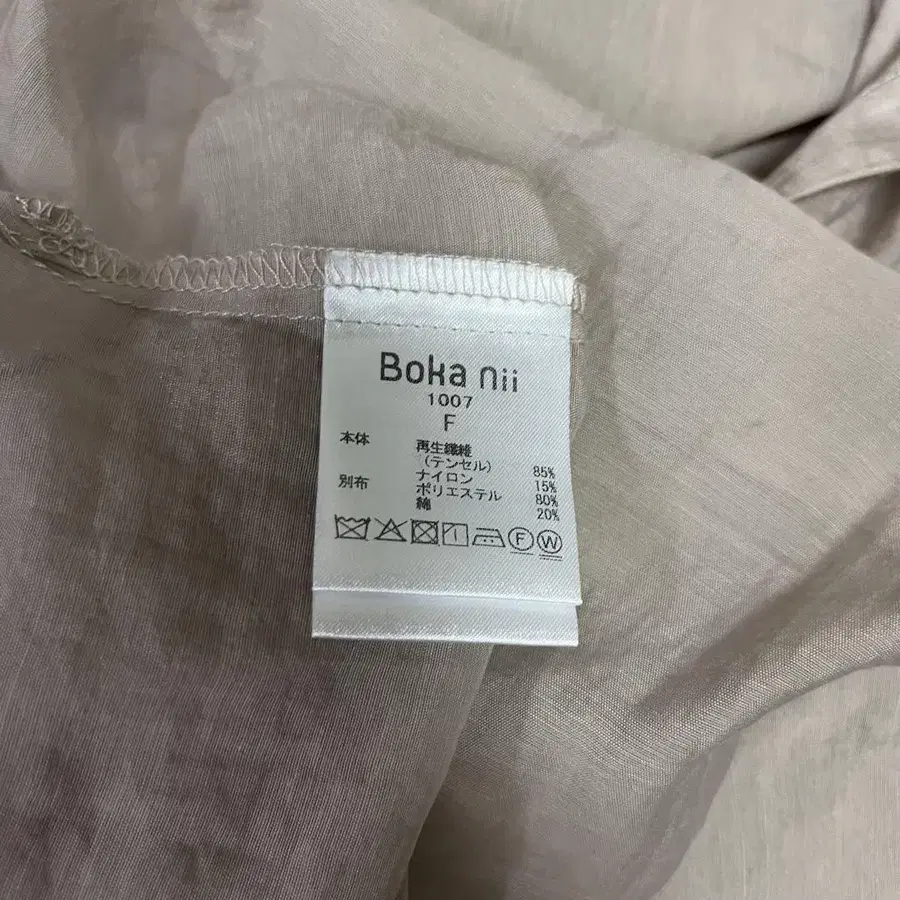 Boka nii
1007
F
本体 再生繊維
(テンセル) 85%
ナイロン 15%
別布 ポリエステル 80%
綿 20%
F W